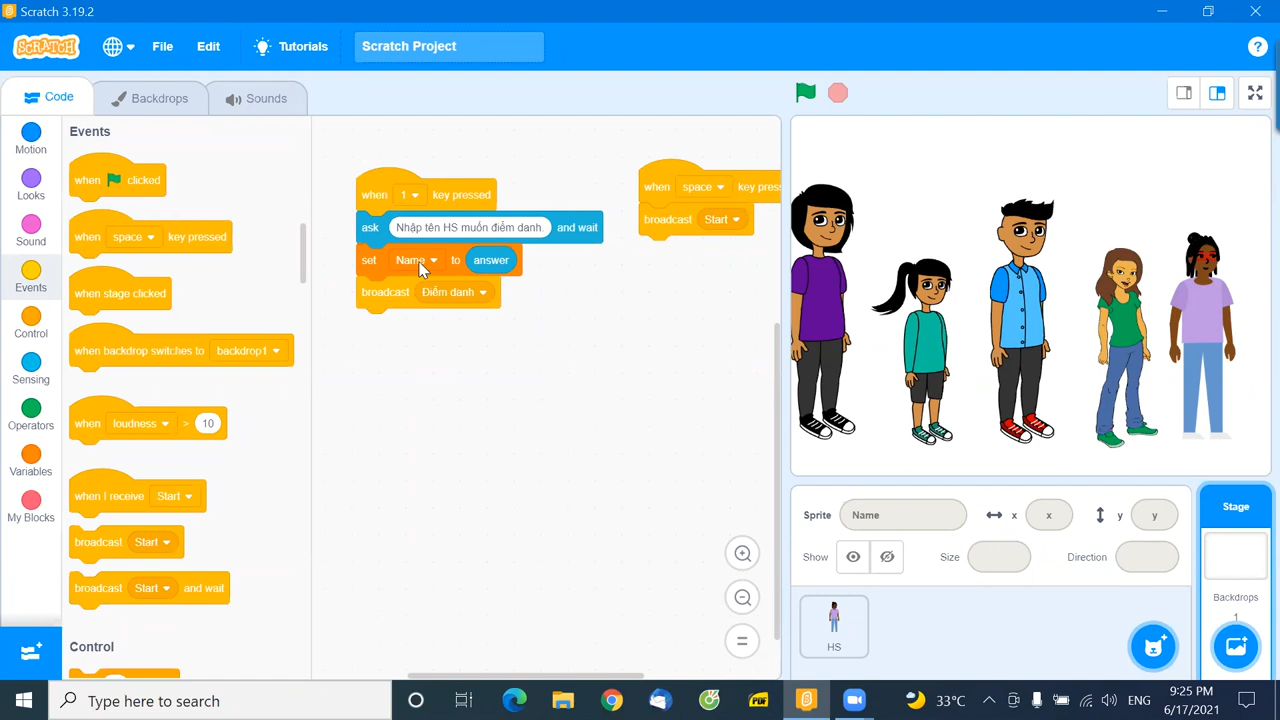 Scratch 3.19.2
SCRATCH File Edit Tutorials Scratch Project ?
Code Backdrops Sounds
Motion
Looks
Sound
Events
Control
Sensing
Operators
Variables
My Blocks
Events
when clicked
when space key pressed
when stage clicked
when backdrop switches to backdrop1
when loudness > 10
when I receive Start
broadcast Start
broadcast Start and wait
Control
when 1 key pressed
ask Nhập tên HS muốn điểm danh. and wait
set Name to answer
broadcast Điểm danh
when space key pres
broadcast Start
Sprite Name x x y y
Show Size Direction
HS
Stage
Backdrops
1
Type here to search
PDF
33°C
ENG
9:25 PM
6/17/2021